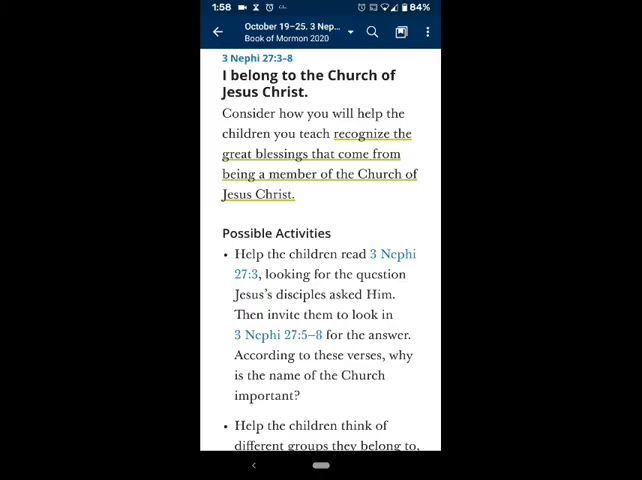 1:58
84%
October 19–25. 3 Nep...
Book of Mormon 2020
3 Nephi 27:3–8
I belong to the Church of
Jesus Christ.
Consider how you will help the
children you teach recognize the
great blessings that come from
being a member of the Church of
Jesus Christ.
Possible Activities
• Help the children read 3 Nephi
27:3, looking for the question
Jesus’s disciples asked Him.
Then invite them to look in
3 Nephi 27:5–8 for the answer.
According to these verses, why
is the name of the Church
important?
• Help the children think of
different groups they belong to,